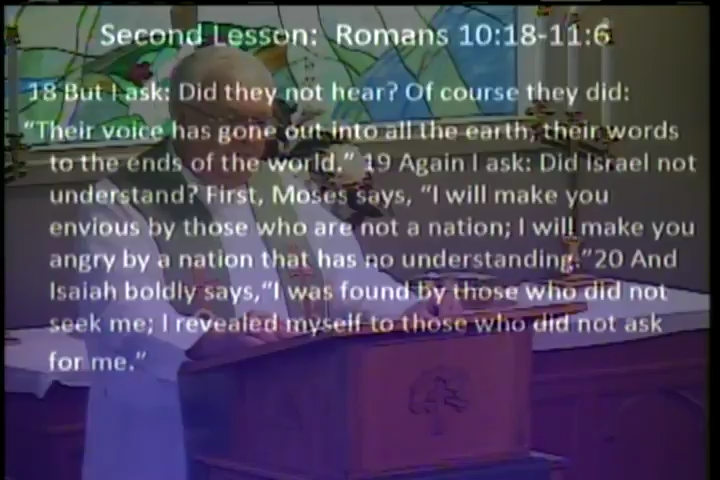 Second Lesson: Romans 10:18-11:6
18 But I ask: Did they not hear? Of course they did:
“Their voice has gone out into all the earth, their words
to the ends of the world.” 19 Again I ask: Did Israel not
understand? First, Moses says, “I will make you
envious by those who are not a nation; I will make you
angry by a nation that has no understanding.”20 And
Isaiah boldly says,“I was found by those who did not
seek me; I revealed myself to those who did not ask
for me.”